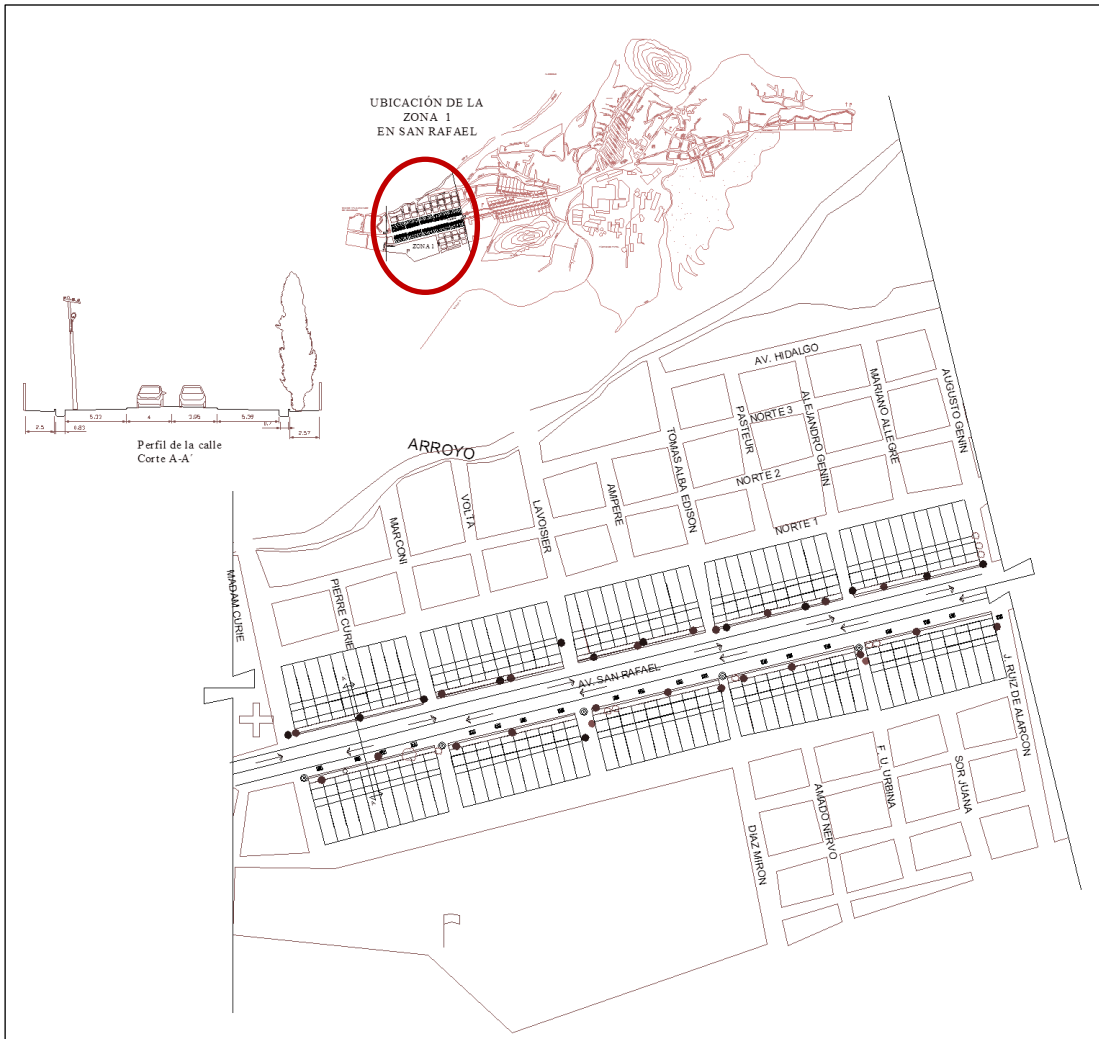 UBICACIÓN DE LA
ZONA 1
EN SAN RAFAEL
ZONA 1
2.5
0.83
5.33
4
3.95
5.38
0.7
2.57
Perfil de la calle
Corte A-A'
ARROYO
AV. HIDALGO
NORTE 3
NORTE 2
NORTE 1
MADAM CURIE
PIERRE CURIE
MARCONI
VOLTA
LAVOISIER
AMPERE
TOMAS ALBA EDISON
PASTEUR
ALEJANDRO GENIN
MARIANO ALLEGRE
AUGUSTO GENIN
AV. SAN RAFAEL
DIAZ MIRON
AMADO NERVO
F. U. URBINA
SOR JUANA
J. RUIZ DE ALARCON